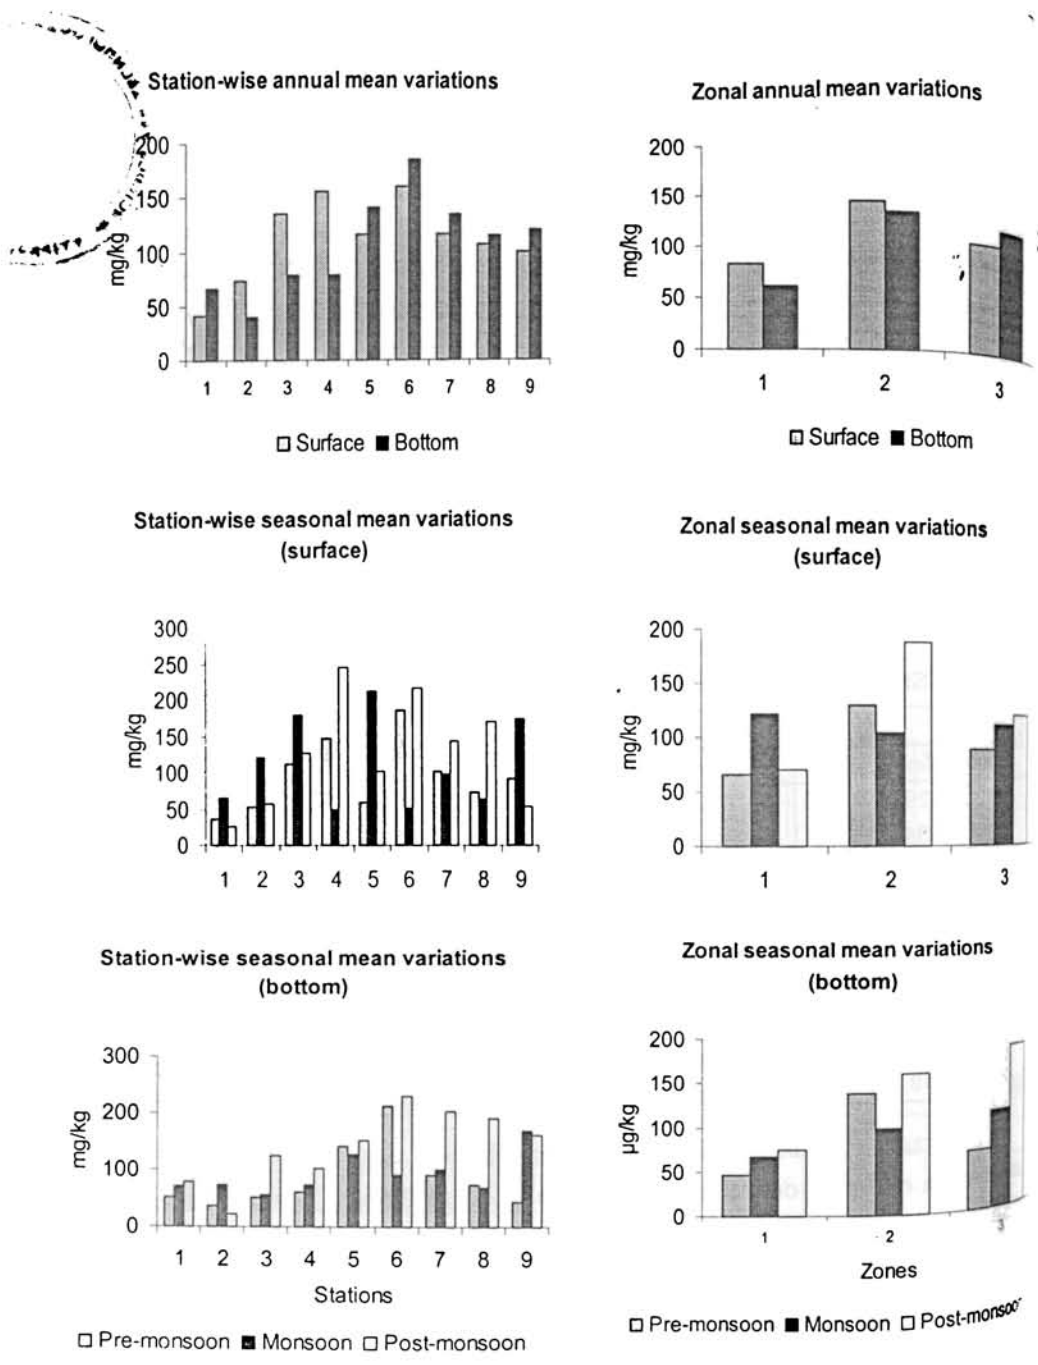 Station-wise annual mean variations
200
150
100
50
0
mg/kg
1 2 3 4 5 6 7 8 9
Surface Bottom
Zonal annual mean variations
200
150
100
50
0
mg/kg
1 2 3
Surface Bottom
Station-wise seasonal mean variations
(surface)
300
250
200
150
100
50
0
mg/kg
1 2 3 4 5 6 7 8 9
Zonal seasonal mean variations
(surface)
200
150
100
50
0
mg/kg
1 2 3
Station-wise seasonal mean variations
(bottom)
300
200
100
0
mg/kg
1 2 3 4 5 6 7 8 9
Stations
Pre-monsoon Monsoon Post-monsoon
Zonal seasonal mean variations
(bottom)
200
150
100
50
0
µg/kg
1 2 3
Zones
Pre-monsoon Monsoon Post-monsoon